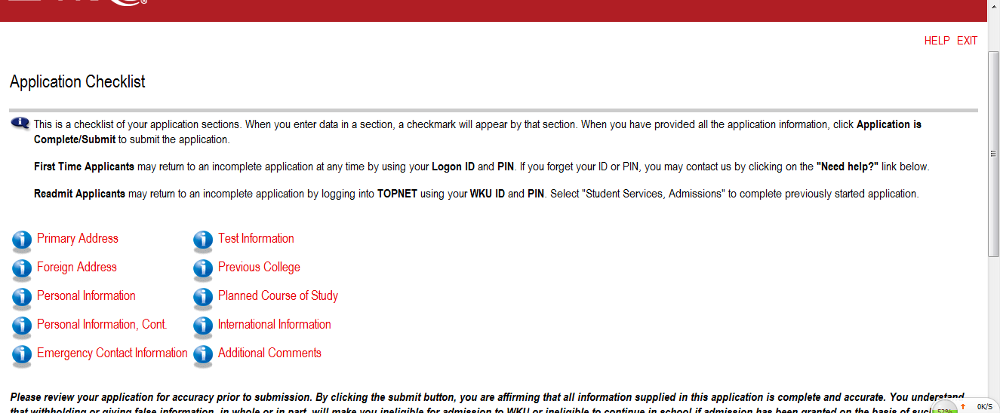 ®
HELP EXIT
Application Checklist
This is a checklist of your application sections. When you enter data in a section, a checkmark will appear by that section. When you have provided all the application information, click Application is
Complete/Submit to submit the application.
First Time Applicants may return to an incomplete application at any time by using your Logon ID and PIN. If you forget your ID or PIN, you may contact us by clicking on the "Need help?" link below.
Readmit Applicants may return to an incomplete application by logging into TOPNET using your WKU ID and PIN. Select "Student Services, Admissions" to complete previously started application.
Primary Address
Foreign Address
Personal Information
Personal Information, Cont.
Emergency Contact Information
Test Information
Previous College
Planned Course of Study
International Information
Additional Comments
Please review your application for accuracy prior to submission. By clicking the submit button, you are affirming that all information supplied in this application is complete and accurate. You understand
that withholding or giving false information, in whole or in part, will make you ineligible for admission to WKU or ineligible to continue in school if admission has been granted on the basis of
52%
0K/S